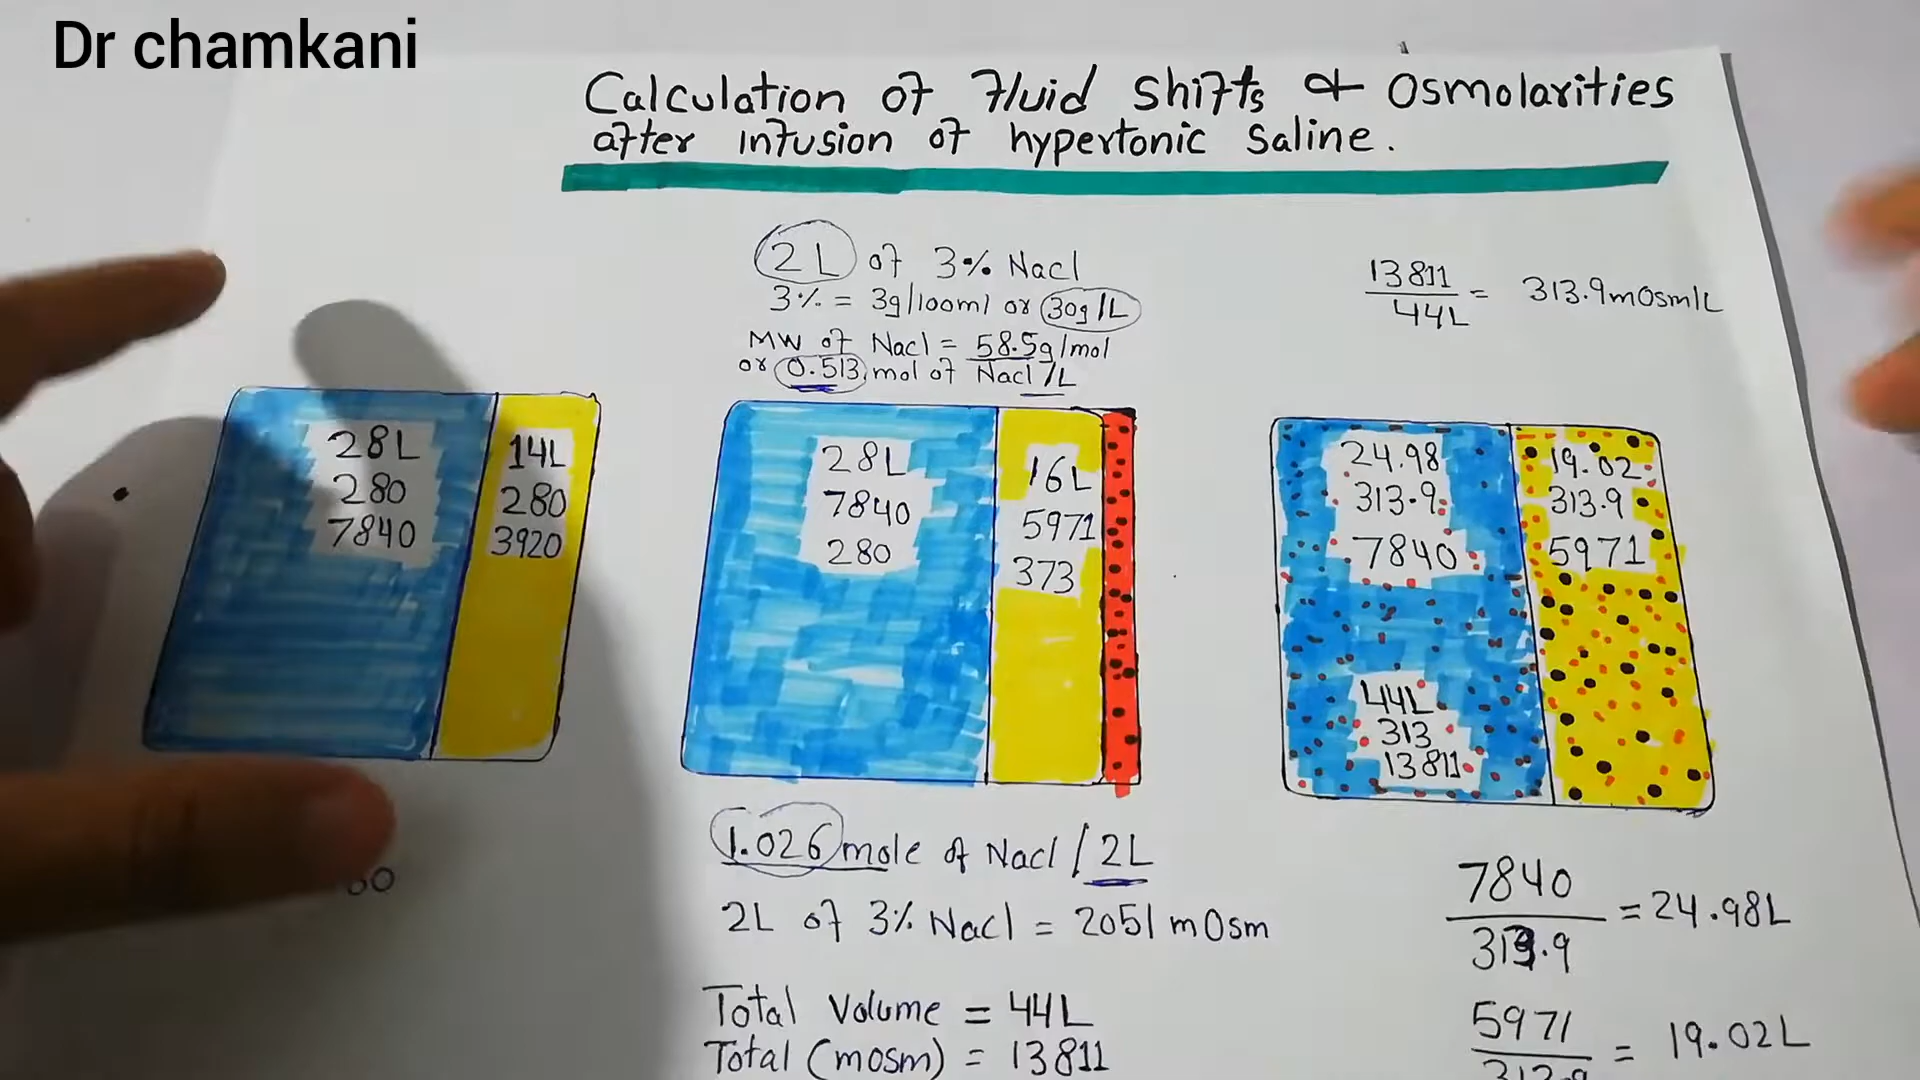 Dr chamkani
Calculation of Fluid Shifts & Osmolarities
after infusion of hypertonic Saline.
2 L of 3% Nacl
3% = 3g/100ml or 30g/L
MW of Nacl = 58.5g/mol
or 0.513 mol of Nacl/L
13811
44L
= 313.9mOsm/L
28L
280
7840
14L
280
3920
28L
7840
280
16L
5971
373
24.98
313.9
7840
19.02
313.9
5971
44L
313
13811
1.026 mole of Nacl / 2L
2L of 3% Nacl = 2051 mOsm
Total Volume = 44L
Total (mosm) = 13811
7840
313.9
= 24.98L
5971
= 19.02L